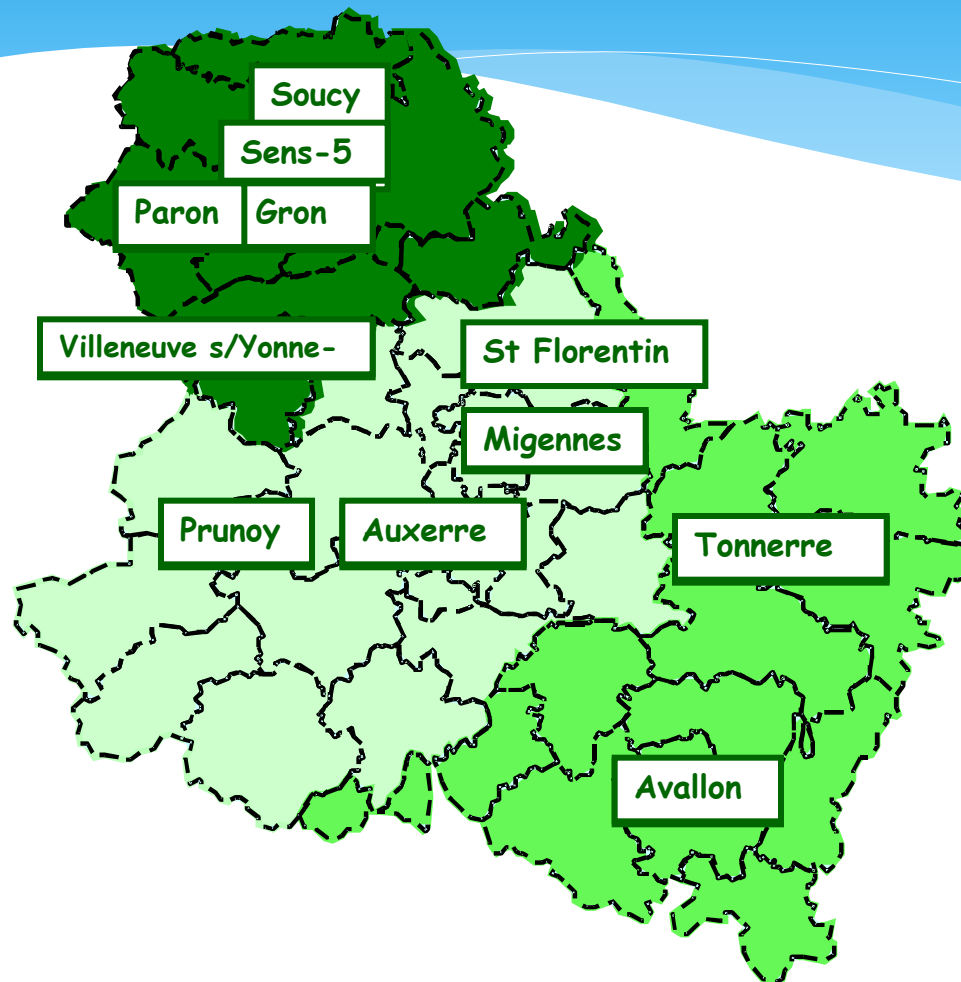 Soucy
Sens-5
Paron
Gron
Villeneuve s/Yonne-
St Florentin
Migennes
Prunoy
Auxerre
Tonnerre
Avallon